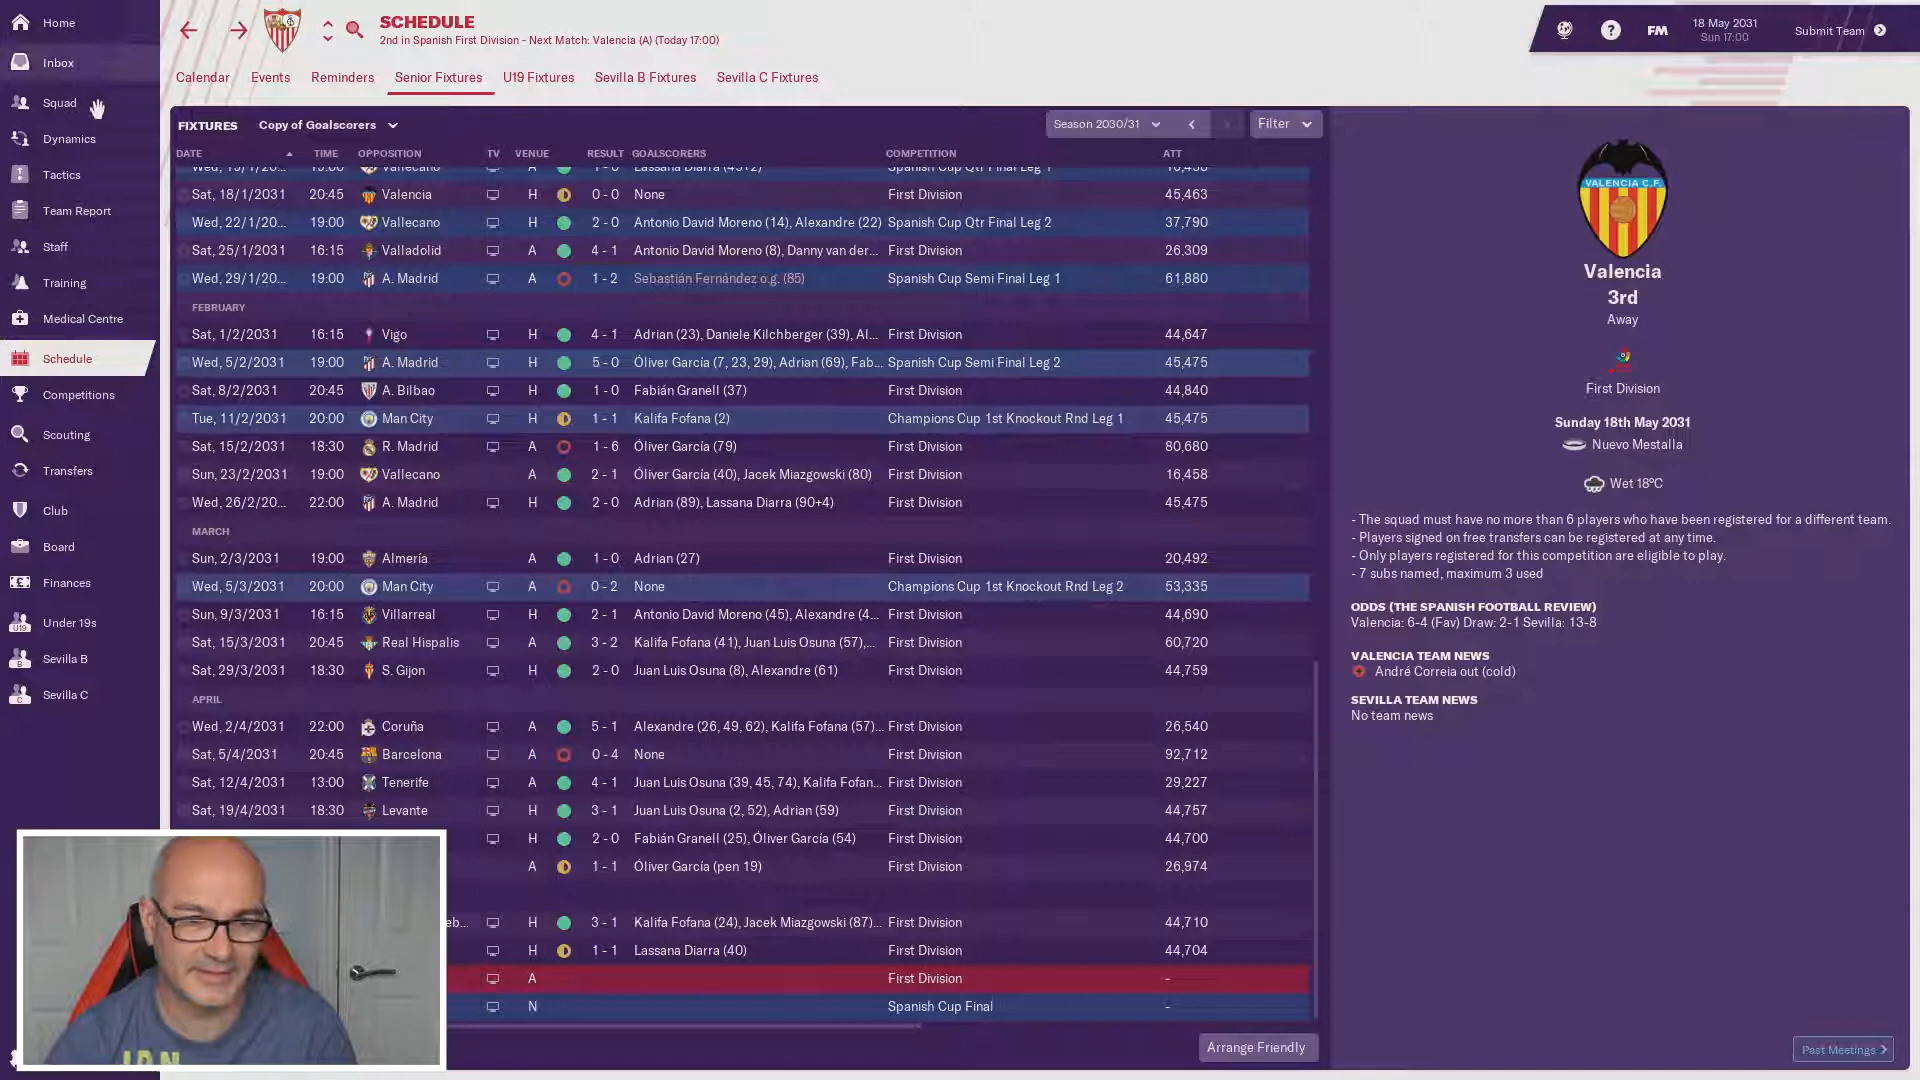 Home
Inbox
Squad
Dynamics
Tactics
Team Report
Staff
Training
Medical Centre
Schedule
Competitions
Scouting
Transfers
Club
Board
Finances
U19 Under 19s
B Sevilla B
C Sevilla C
SCHEDULE
2nd in Spanish First Division - Next Match: Valencia (A) (Today 17:00)
? FM 18 May 2031 Submit Team
Sun 17:00
Calendar Events Reminders Senior Fixtures U19 Fixtures Sevilla B Fixtures Sevilla C Fixtures
FIXTURES Copy of Goalscorers Season 2030/31 Filter
DATE TIME OPPOSITION TV VENUE RESULT GOALSCORERS COMPETITION ATT
Vallecano A Lassana Diarra (45+2) Spanish Cup Qtr Final Leg 1
Sat, 18/1/2031 20:45 Valencia H 0 - 0 None First Division 45,463
Wed, 22/1/20... 19:00 Vallecano H 2 - 0 Antonio David Moreno (14), Alexandre (22) Spanish Cup Qtr Final Leg 2 37,790
Sat, 25/1/2031 16:15 Valladolid A 4 - 1 Antonio David Moreno (8), Danny van der... First Division 26,309
Wed, 29/1/20... 19:00 A. Madrid A 1 - 2 Sebastián Fernández o.g. (85) Spanish Cup Semi Final Leg 1 61,880
FEBRUARY
Sat, 1/2/2031 16:15 Vigo H 4 - 1 Adrian (23), Daniele Kilchberger (39), Al... First Division 44,647
Wed, 5/2/2031 19:00 A. Madrid H 5 - 0 Óliver García (7, 23, 29), Adrian (69), Fab... Spanish Cup Semi Final Leg 2 45,475
Sat, 8/2/2031 20:45 A. Bilbao H 1 - 0 Fabián Granell (37) First Division 44,840
Tue, 11/2/2031 20:00 Man City H 1 - 1 Kalifa Fofana (2) Champions Cup 1st Knockout Rnd Leg 1 45,475
Sat, 15/2/2031 18:30 R. Madrid A 1 - 6 Óliver García (79) First Division 80,680
Sun, 23/2/2031 19:00 Vallecano A 2 - 1 Óliver García (40), Jacek Miazgowski (80) First Division 16,458
Wed, 26/2/20... 22:00 A. Madrid H 2 - 0 Adrian (89), Lassana Diarra (90+4) First Division 45,475
MARCH
Sun, 2/3/2031 19:00 Almería A 1 - 0 Adrian (27) First Division 20,492
Wed, 5/3/2031 20:00 Man City A 0 - 2 None Champions Cup 1st Knockout Rnd Leg 2 53,335
Sun, 9/3/2031 16:15 Villarreal H 2 - 1 Antonio David Moreno (45), Alexandre (4... First Division 44,690
Sat, 15/3/2031 20:45 Real Hispalis A 3 - 2 Kalifa Fofana (41), Juan Luis Osuna (57),... First Division 60,720
Sat, 29/3/2031 18:30 S. Gijon H 2 - 0 Juan Luis Osuna (8), Alexandre (61) First Division 44,759
APRIL
Wed, 2/4/2031 22:00 Coruña A 5 - 1 Alexandre (26, 49, 62), Kalifa Fofana (57)... First Division 26,540
Sat, 5/4/2031 20:45 Barcelona A 0 - 4 None First Division 92,712
Sat, 12/4/2031 13:00 Tenerife A 4 - 1 Juan Luis Osuna (39, 45, 74), Kalifa Fofan... First Division 29,227
Sat, 19/4/2031 18:30 Levante H 3 - 1 Juan Luis Osuna (2, 52), Adrian (59) First Division 44,757
H 2 - 0 Fabián Granell (25), Óliver García (54) First Division 44,700
A 1 - 1 Óliver García (pen 19) First Division 26,974
eb... H 3 - 1 Kalifa Fofana (24), Jacek Miazgowski (87)... First Division 44,710
H 1 - 1 Lassana Diarra (40) First Division 44,704
A First Division -
N Spanish Cup Final -
Arrange Friendly
VALENCIA C.F.
Valencia
3rd
Away
First Division
Sunday 18th May 2031
Nuevo Mestalla
Wet 18ºC
- The squad must have no more than 6 players who have been registered for a different team.
- Players signed on free transfers can be registered at any time.
- Only players registered for this competition are eligible to play.
- 7 subs named, maximum 3 used
ODDS (THE SPANISH FOOTBALL REVIEW)
Valencia: 6-4 (Fav) Draw: 2-1 Sevilla: 13-8
VALENCIA TEAM NEWS
André Correia out (cold)
SEVILLA TEAM NEWS
No team news
Past Meetings